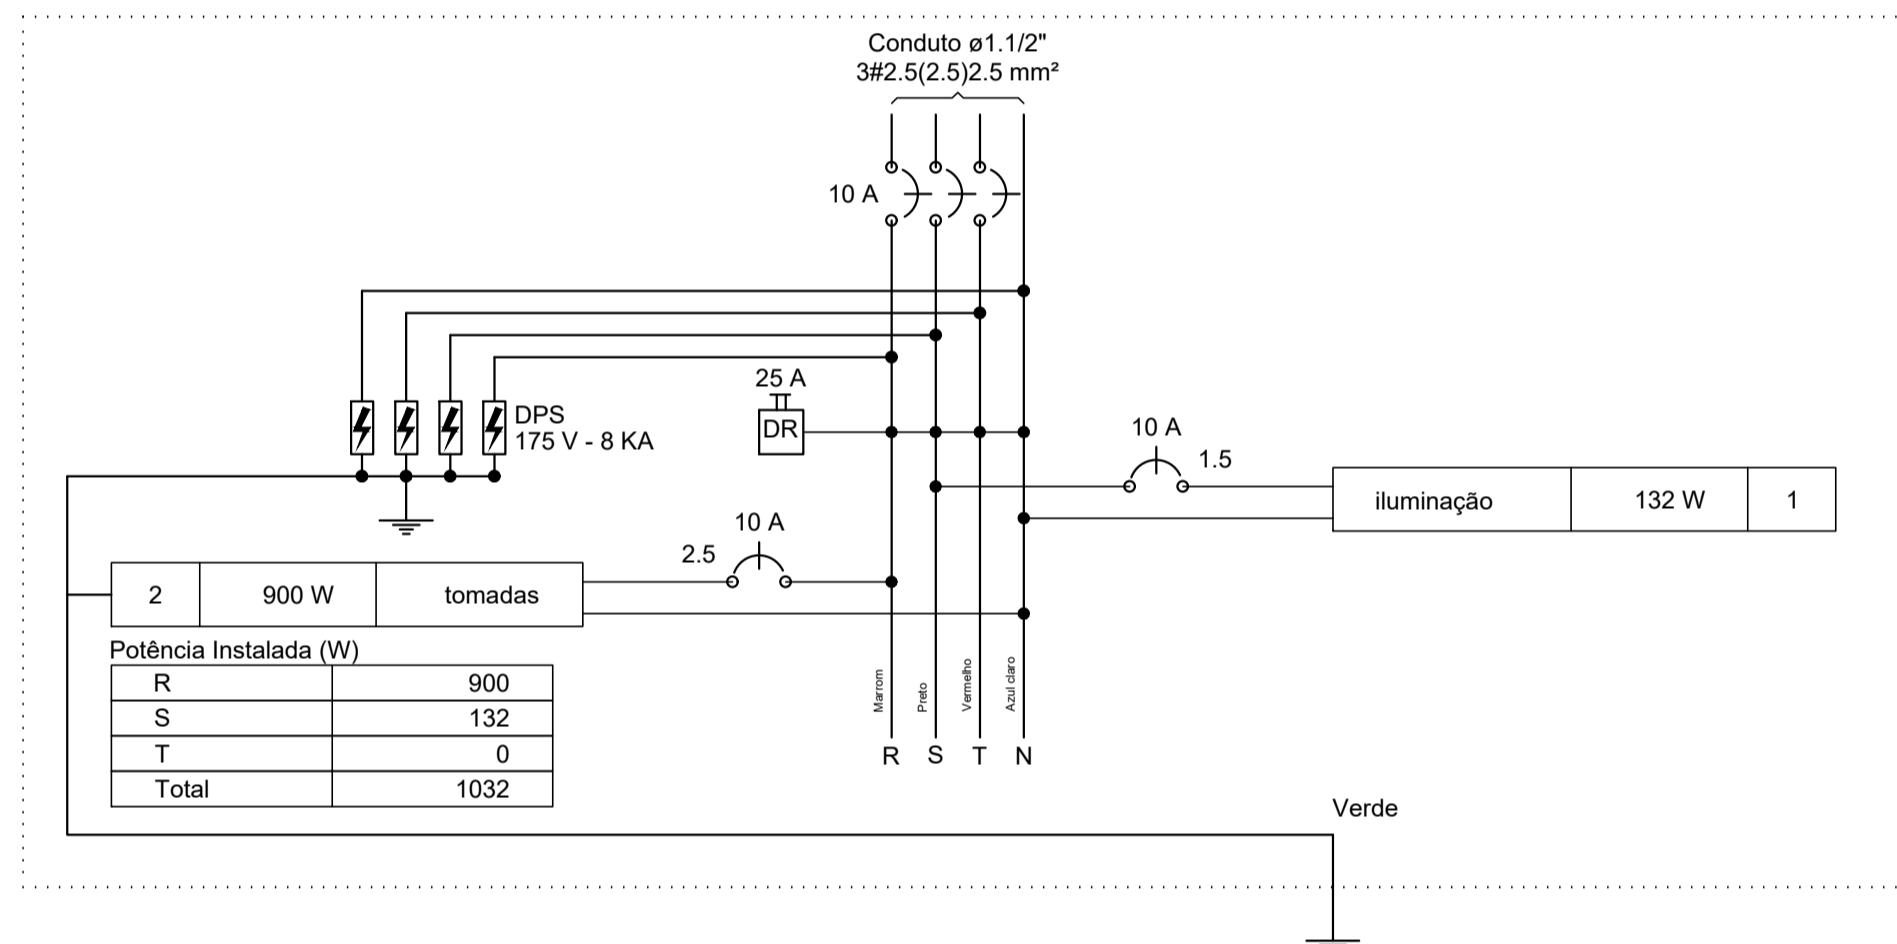 Conduto ø1.1/2"
3#2.5(2.5)2.5 mm²
10 A
25 A
DR
DPS
175 V - 8 KA
10 A
1.5
iluminação 132 W 1
10 A
2.5
2 900 W tomadas
Potência Instalada (W)
R 900
S 132
T 0
Total 1032
Marrom
Preto
Vermelho
Azul claro
R S T N
Verde